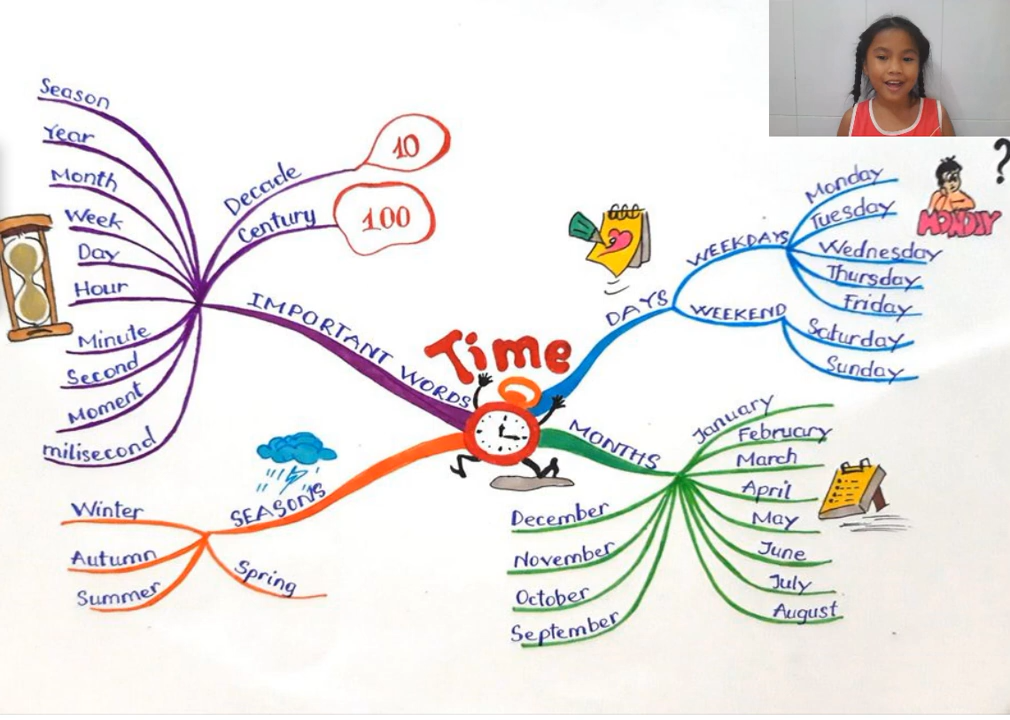 Time
IMPORTANT WORDS
Season
Year
Month
Week
Day
Hour
Minute
Second
Moment
milisecond
Decade
10
Century
100
DAYS
WEEKDAYS
Monday
Tuesday
Wednesday
Thursday
Friday
WEEKEND
Saturday
Sunday
?
MONDAY
MONTHS
January
February
March
April
May
June
July
August
September
October
November
December
SEASONS
Winter
Autumn
Summer
Spring